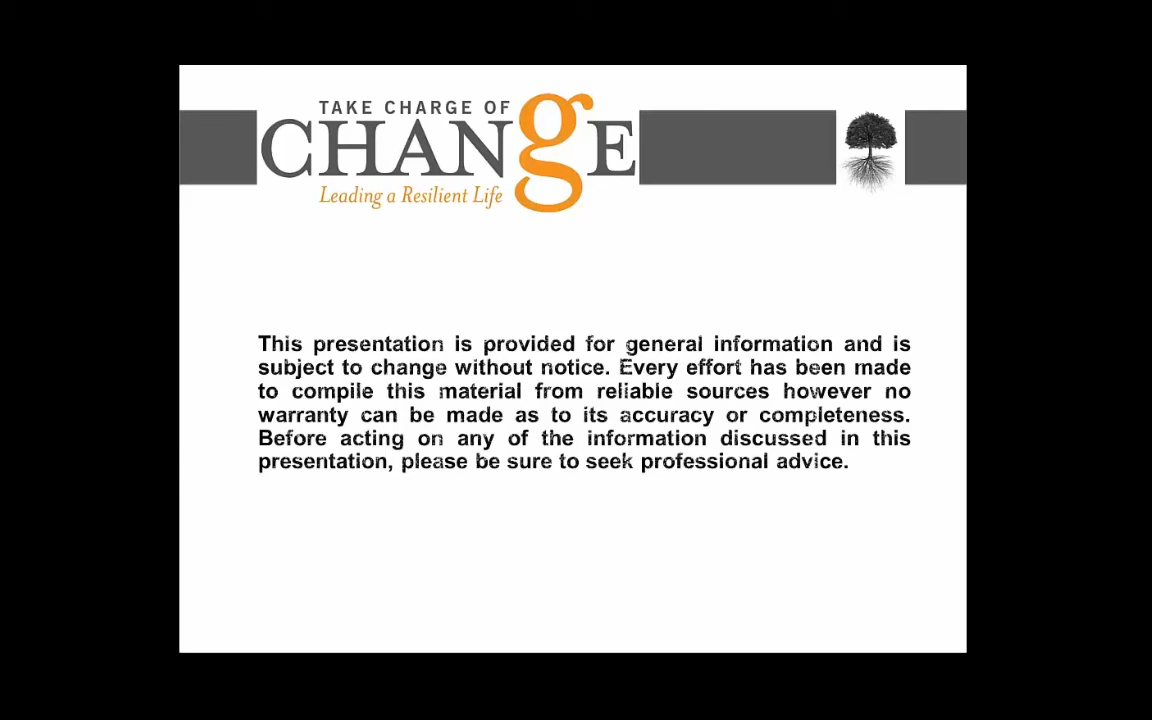 TAKE CHARGE OF
CHANgE
Leading a Resilient Life
This presentation is provided for general information and is
subject to change without notice. Every effort has been made
to compile this material from reliable sources however no
warranty can be made as to its accuracy or completeness.
Before acting on any of the information discussed in this
presentation, please be sure to seek professional advice.